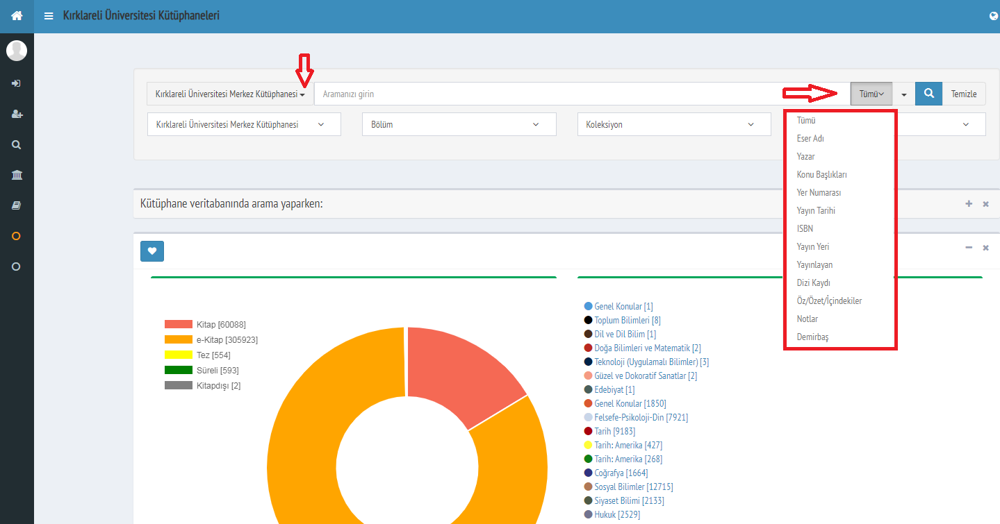 Kırklareli Üniversitesi Kütüphaneleri
Kırklareli Üniversitesi Merkez Kütüphanesi
Aramanızı girin
Tümü
Temizle
Kırklareli Üniversitesi Merkez Kütüphanesi
Bölüm
Koleksiyon
Tümü
Eser Adı
Yazar
Konu Başlıkları
Yer Numarası
Yayın Tarihi
ISBN
Yayın Yeri
Yayınlayan
Dizi Kaydı
Öz/Özet/İçindekiler
Notlar
Demirbaş
Kütüphane veritabanında arama yaparken:
Kitap [60088]
e-Kitap [305923]
Tez [554]
Süreli [593]
Kitapdışı [2]
Genel Konular [1]
Toplum Bilimleri [8]
Dil ve Dil Bilim [1]
Doğa Bilimleri ve Matematik [2]
Teknoloji (Uygulamalı Bilimler) [3]
Güzel ve Dokoratif Sanatlar [2]
Edebiyat [1]
Genel Konular [1850]
Felsefe-Psikoloji-Din [7921]
Tarih [9183]
Tarih: Amerika [427]
Tarih: Amerika [268]
Coğrafya [1664]
Sosyal Bilimler [12715]
Siyaset Bilimi [2133]
Hukuk [2529]